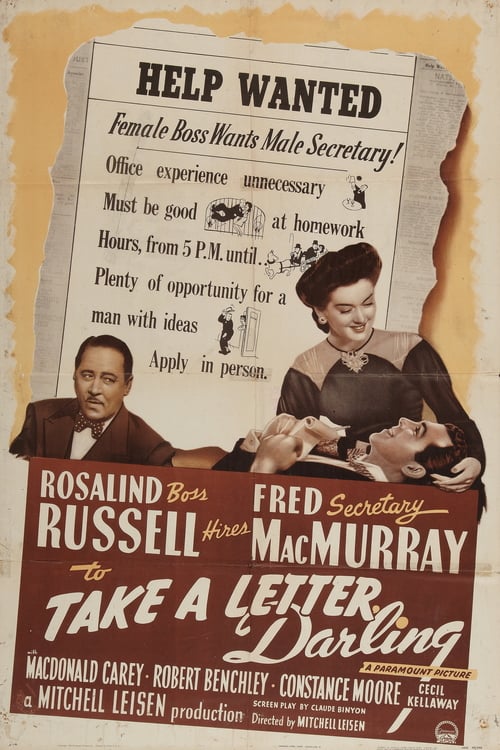 HELP WANTED
Female Boss Wants Male Secretary!
Office experience unnecessary
Must be good at homework
Hours, from 5 P.M. until..
Plenty of opportunity for a
man with ideas
Apply in person.
ROSALIND Boss
RUSSELL Hires
FRED Secretary
MacMURRAY
to
TAKE A LETTER,
Darling
A PARAMOUNT PICTURE
with
MACDONALD CAREY · ROBERT BENCHLEY · CONSTANCE MOORE
CECIL
KELLAWAY
a MITCHELL LEISEN production
SCREEN PLAY BY CLAUDE BINYON
Directed by MITCHELL LEISEN